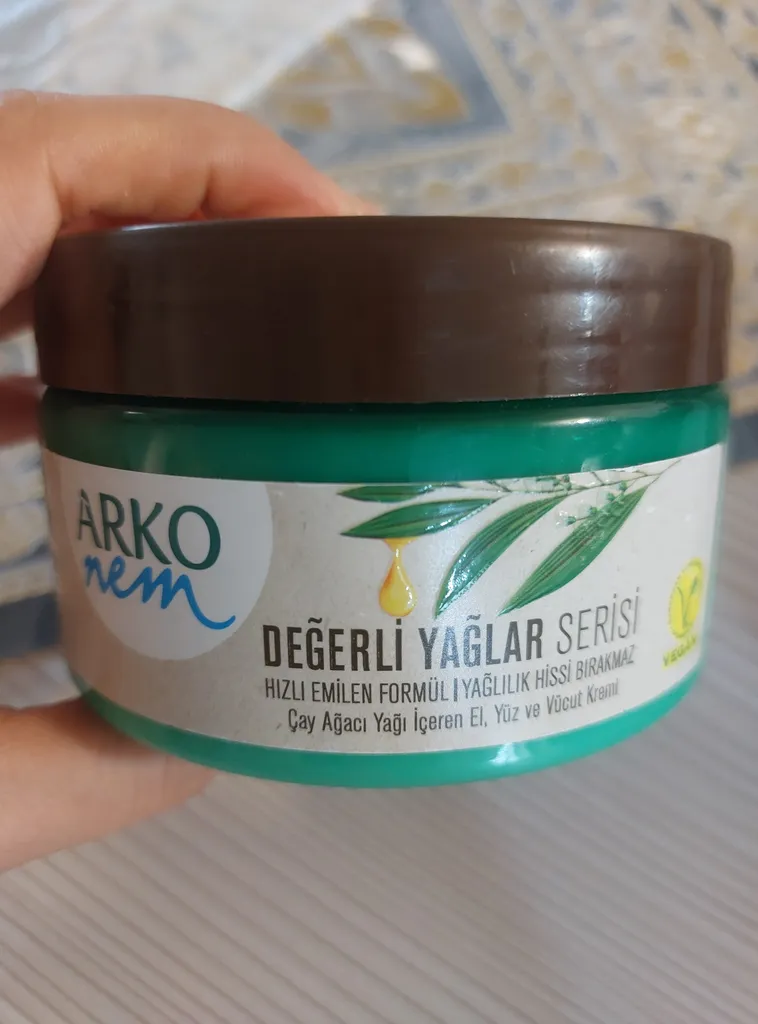 ARKO
nem
DEĞERLİ YAĞLAR SERİSİ
HIZLI EMİLEN FORMÜL | YAĞLILIK HİSSİ BIRAKMAZ
Çay Ağacı Yağı İçeren El, Yüz ve Vücut Kremi
VEGAN